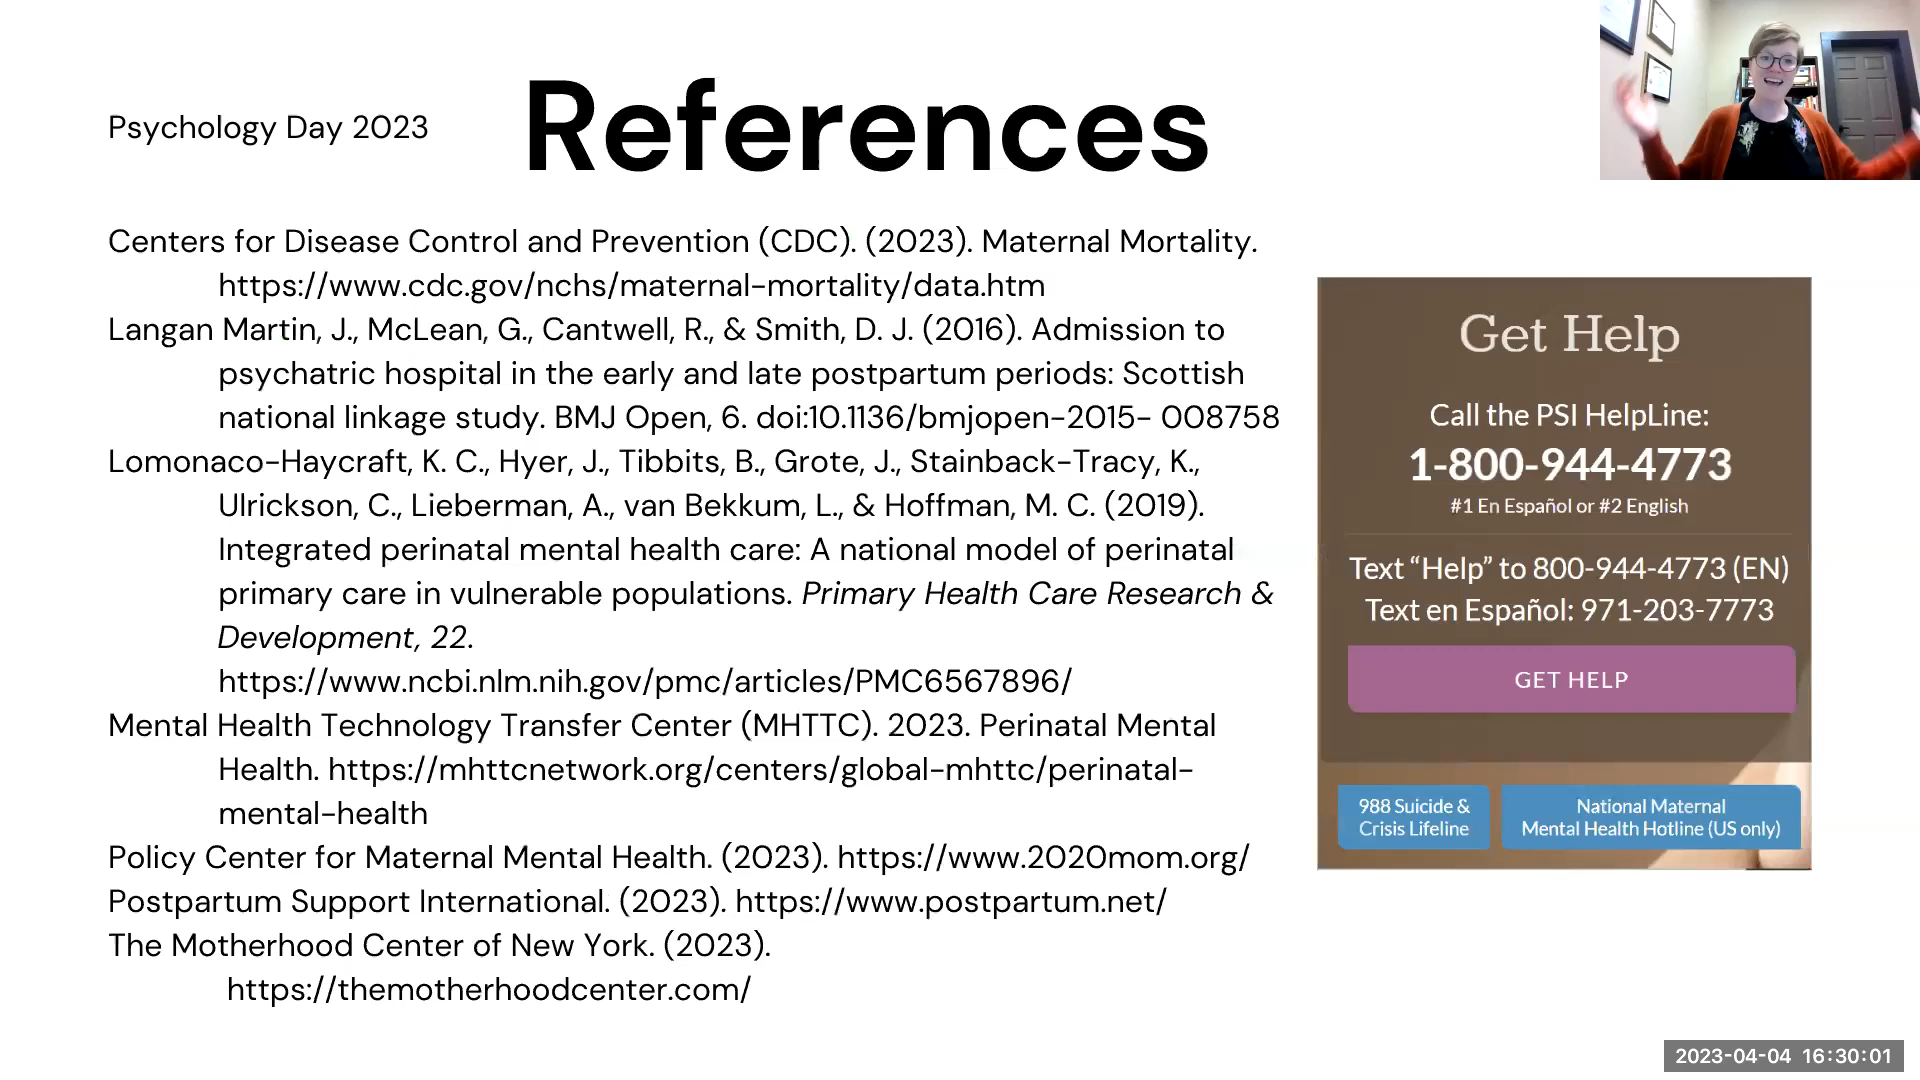 Psychology Day 2023
References
Centers for Disease Control and Prevention (CDC). (2023). Maternal Mortality.
https://www.cdc.gov/nchs/maternal-mortality/data.htm
Langan Martin, J., McLean, G., Cantwell, R., & Smith, D. J. (2016). Admission to
psychatric hospital in the early and late postpartum periods: Scottish
national linkage study. BMJ Open, 6. doi:10.1136/bmjopen-2015- 008758
Lomonaco-Haycraft, K. C., Hyer, J., Tibbits, B., Grote, J., Stainback-Tracy, K.,
Ulrickson, C., Lieberman, A., van Bekkum, L., & Hoffman, M. C. (2019).
Integrated perinatal mental health care: A national model of perinatal
primary care in vulnerable populations. Primary Health Care Research &
Development, 22.
https://www.ncbi.nlm.nih.gov/pmc/articles/PMC6567896/
Mental Health Technology Transfer Center (MHTTC). 2023. Perinatal Mental
Health. https://mhttcnetwork.org/centers/global-mhttc/perinatal-
mental-health
Policy Center for Maternal Mental Health. (2023). https://www.2020mom.org/
Postpartum Support International. (2023). https://www.postpartum.net/
The Motherhood Center of New York. (2023).
https://themotherhoodcenter.com/
Get Help
Call the PSI HelpLine:
1-800-944-4773
#1 En Español or #2 English
Text “Help” to 800-944-4773 (EN)
Text en Español: 971-203-7773
GET HELP
988 Suicide &
Crisis Lifeline
National Maternal
Mental Health Hotline (US only)
2023-04-04 16:30:01